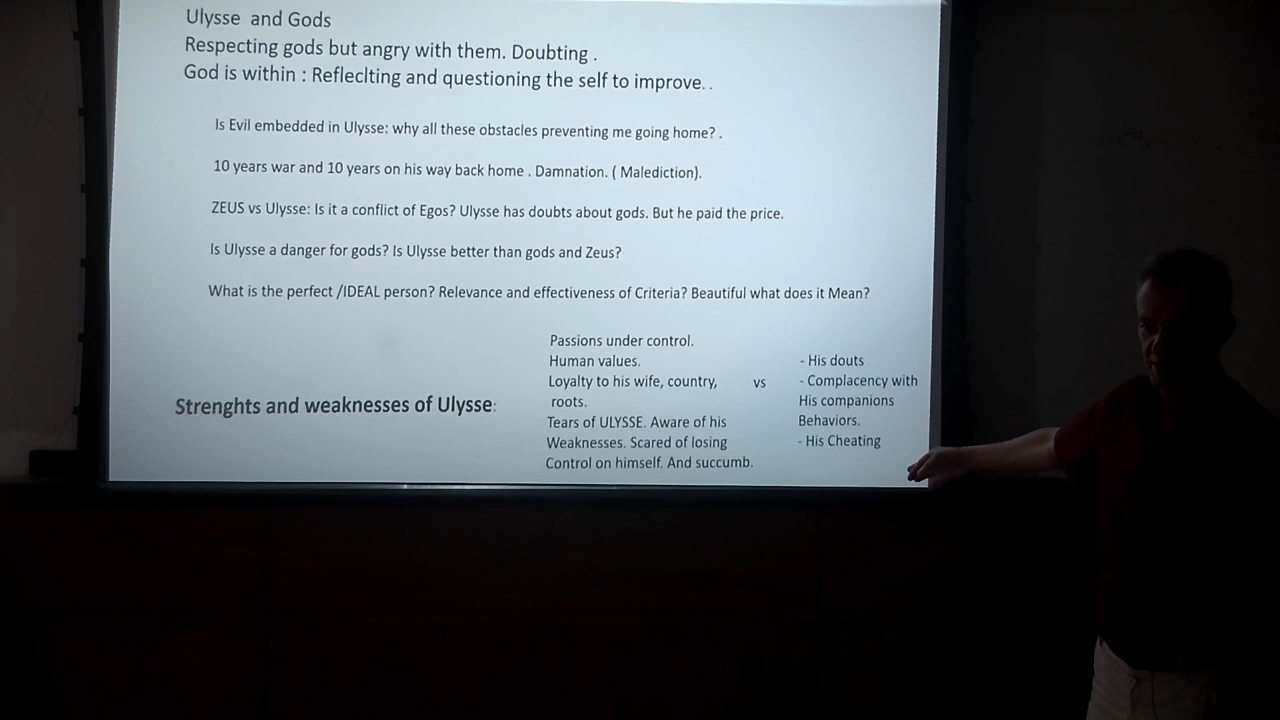 Ulysse and Gods
Respecting gods but angry with them. Doubting .
God is within : Refleclting and questioning the self to improve. .
Is Evil embedded in Ulysse: why all these obstacles preventing me going home? .
10 years war and 10 years on his way back home . Damnation. ( Malediction).
ZEUS vs Ulysse: Is it a conflict of Egos? Ulysse has doubts about gods. But he paid the price.
Is Ulysse a danger for gods? Is Ulysse better than gods and Zeus?
What is the perfect /IDEAL person? Relevance and effectiveness of Criteria? Beautiful what does it Mean?
Strenghts and weaknesses of Ulysse:
Passions under control.
Human values.
Loyalty to his wife, country,
roots.
Tears of ULYSSE. Aware of his
Weaknesses. Scared of losing
Control on himself. And succumb.
vs
- His douts
- Complacency with
His companions
Behaviors.
- His Cheating